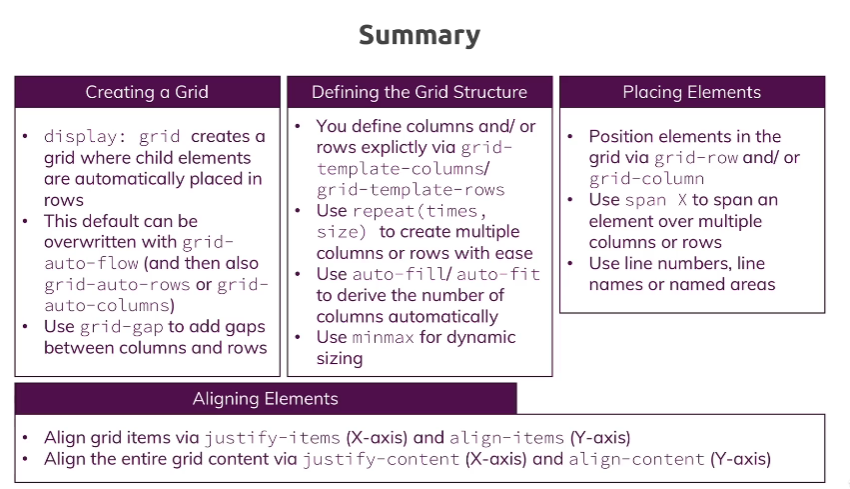 Summary
Creating a Grid
• display: grid creates a
grid where child elements
are automatically placed in
rows
• This default can be
overwritten with grid-
auto-flow (and then also
grid-auto-rows or grid-
auto-columns)
• Use grid-gap to add gaps
between columns and rows
Defining the Grid Structure
• You define columns and/ or
rows explictly via grid-
template-columns/
grid-template-rows
• Use repeat(times,
size) to create multiple
columns or rows with ease
• Use auto-fill/ auto-fit
to derive the number of
columns automatically
• Use minmax for dynamic
sizing
Placing Elements
• Position elements in the
grid via grid-row and/ or
grid-column
• Use span X to span an
element over multiple
columns or rows
• Use line numbers, line
names or named areas
Aligning Elements
• Align grid items via justify-items (X-axis) and align-items (Y-axis)
• Align the entire grid content via justify-content (X-axis) and align-content (Y-axis)